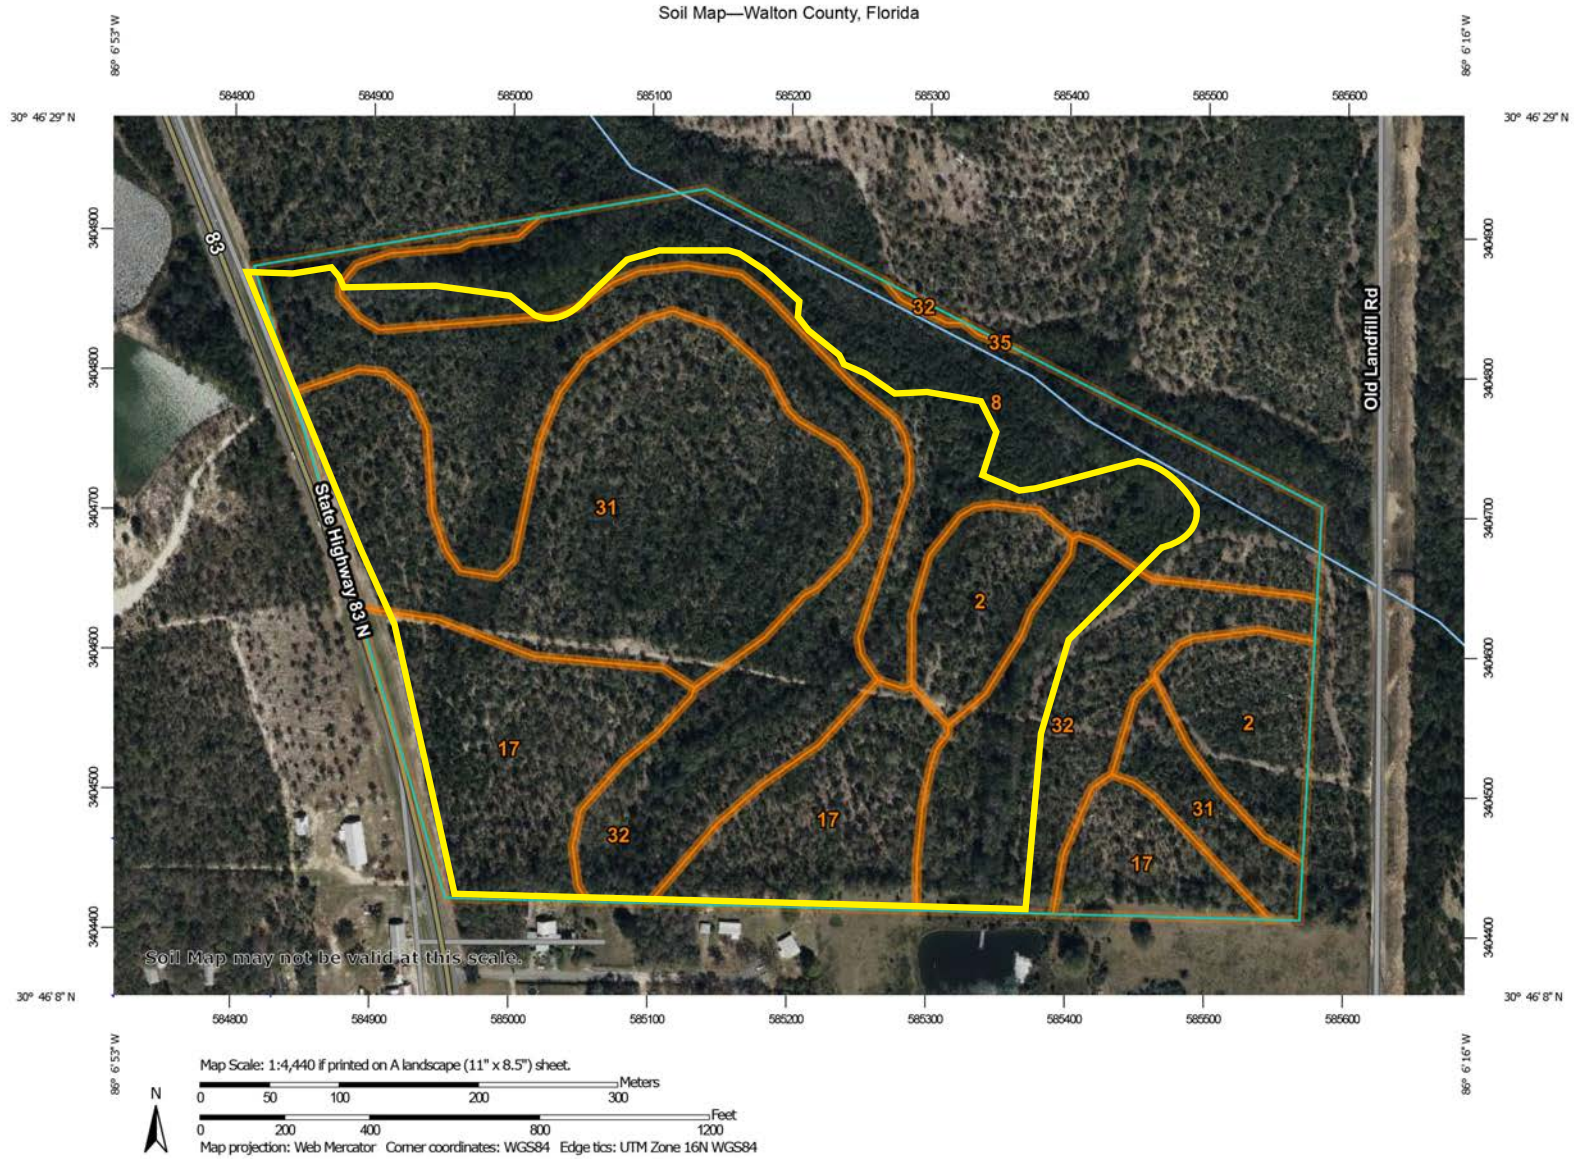 Soil Map—Walton County, Florida
86° 6' 53" W
86° 6' 16" W
584800 584900 585000 585100 585200 585300 585400 585500 585600
30° 46' 29" N
30° 46' 29" N
3404900
3404900
83
32
35
Old Landfill Rd
3404800
3404800
8
3404700
3404700
31
State Highway 83 N
2
3404600
3404600
17
32
2
3404500
3404500
31
17
32
17
3404400
3404400
Soil Map may not be valid at this scale.
30° 46' 8" N
30° 46' 8" N
584800 584900 585000 585100 585200 585300 585400 585500 585600
86° 6' 53" W
86° 6' 16" W
Map Scale: 1:4,440 if printed on A landscape (11" x 8.5") sheet.
Meters
0 50 100 200 300
Feet
0 200 400 800 1200
N
Map projection: Web Mercator Corner coordinates: WGS84 Edge tics: UTM Zone 16N WGS84